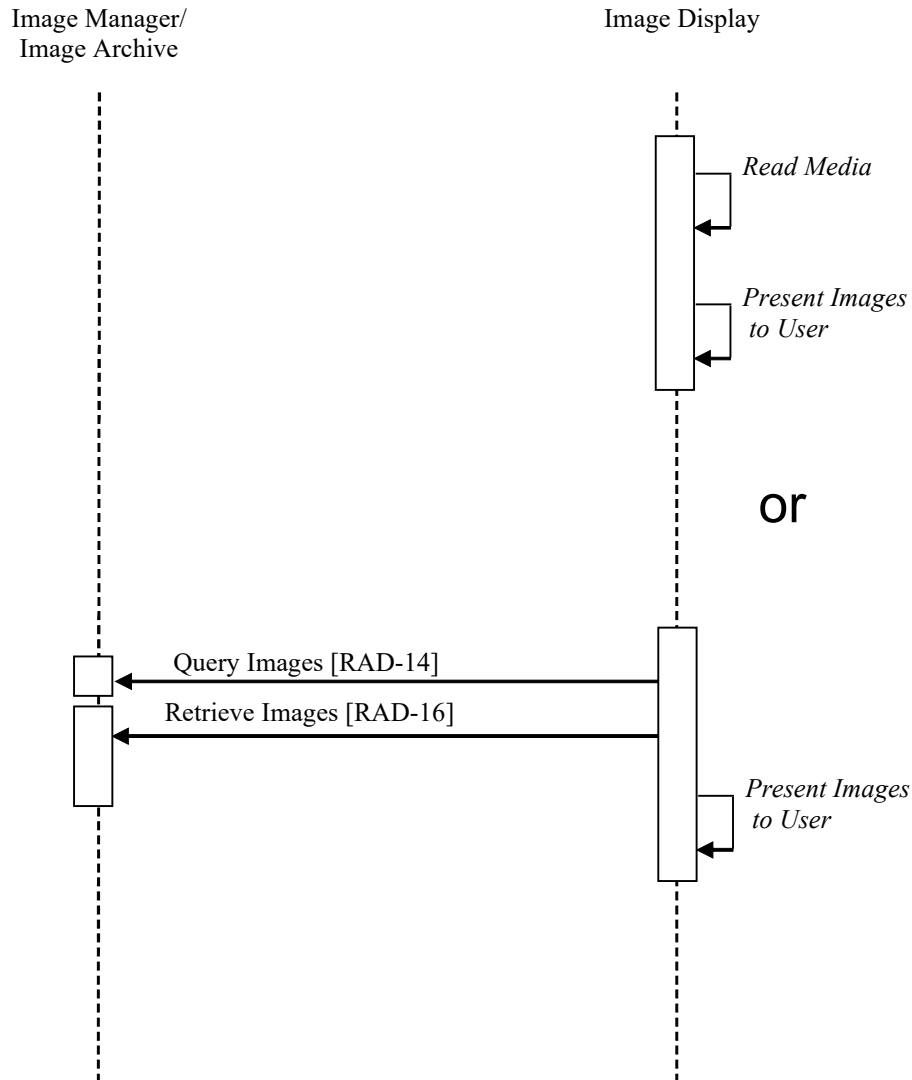 Image Manager/
Image Archive
Image Display
Read Media
Present Images
to User
or
Query Images [RAD-14]
Retrieve Images [RAD-16]
Present Images
to User